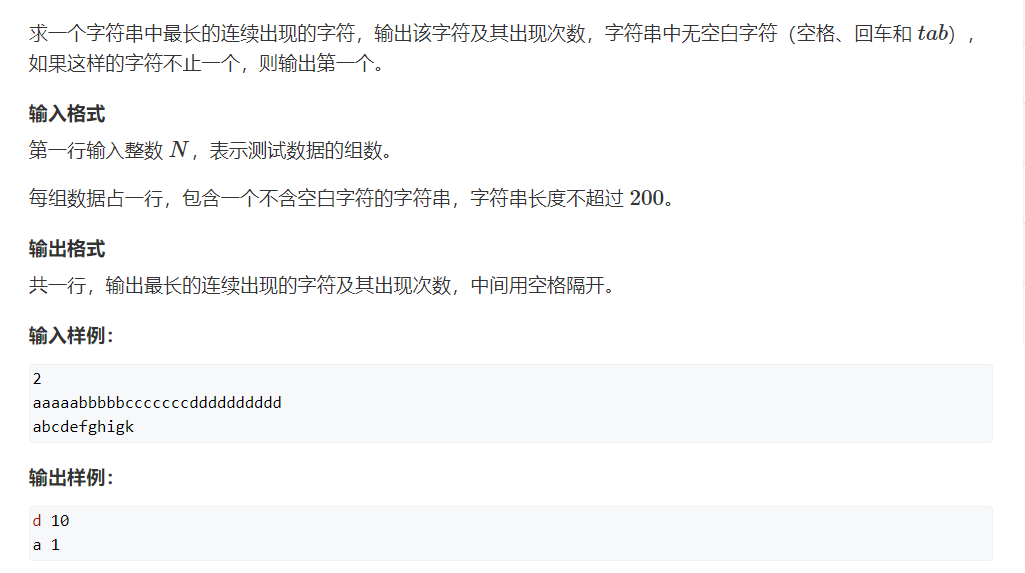 求一个字符串中最长的连续出现的字符，输出该字符及其出现次数，字符串中无空白字符（空格、回车和 tab），
如果这样的字符不止一个，则输出第一个。
输入格式
第一行输入整数 N，表示测试数据的组数。
每组数据占一行，包含一个不含空白字符的字符串，字符串长度不超过 200。
输出格式
共一行，输出最长的连续出现的字符及其出现次数，中间用空格隔开。
输入样例：
2
aaaaabbbbbcccccccdddddddddd
abcdefghigk
输出样例：
d 10
a 1